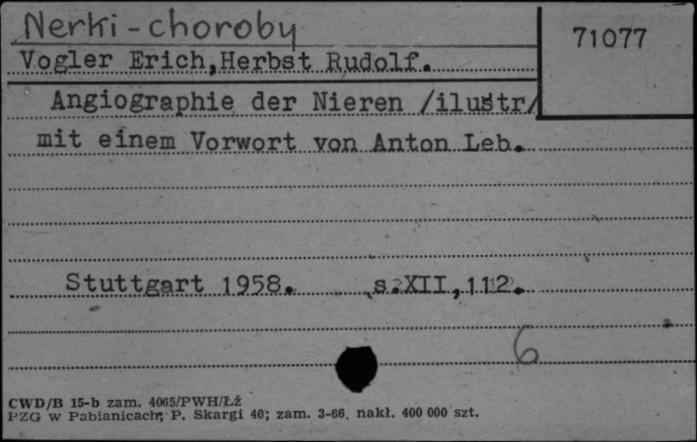 Nerki - choroby
71077
Vogler Erich,Herbst Rudolf.
Angiographie der Nieren /ilustr/
mit einem Vorwort von Anton Leb.
Stuttgart 1958. s.XII,112.
6
CWD/B 15-b zam. 4065/PWH/Łź
PZG w Pabianicach; P. Skargi 40; zam. 3-66. nakł. 400 000 szt.